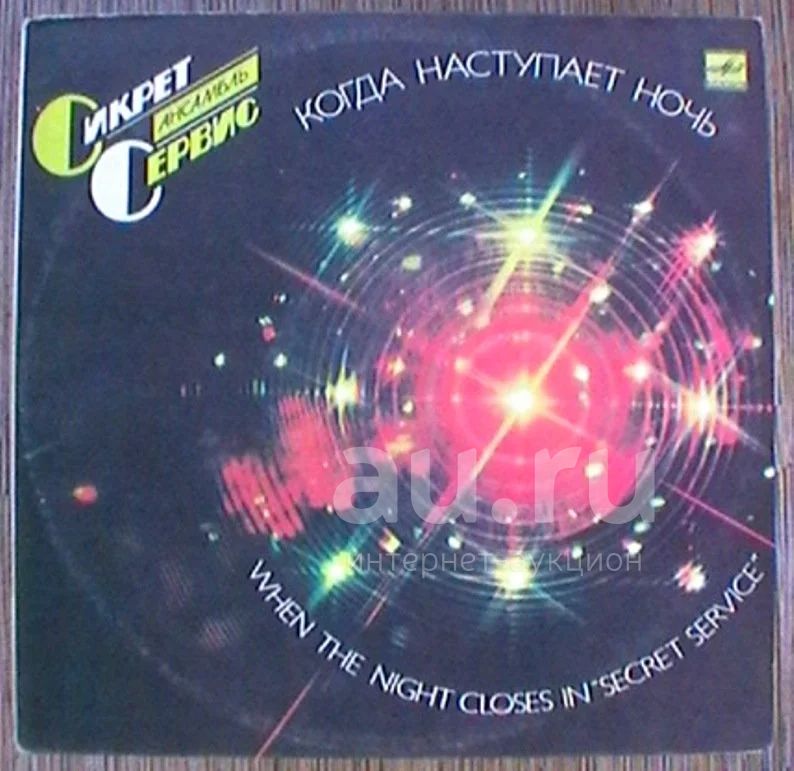 СИКРЕТ
АНСАМБЛЬ
СЕРВИС
КОГДА НАСТУПАЕТ НОЧЬ
au.ru
интернет-аукцион
WHEN THE NIGHT CLOSES IN "SECRET SERVICE"